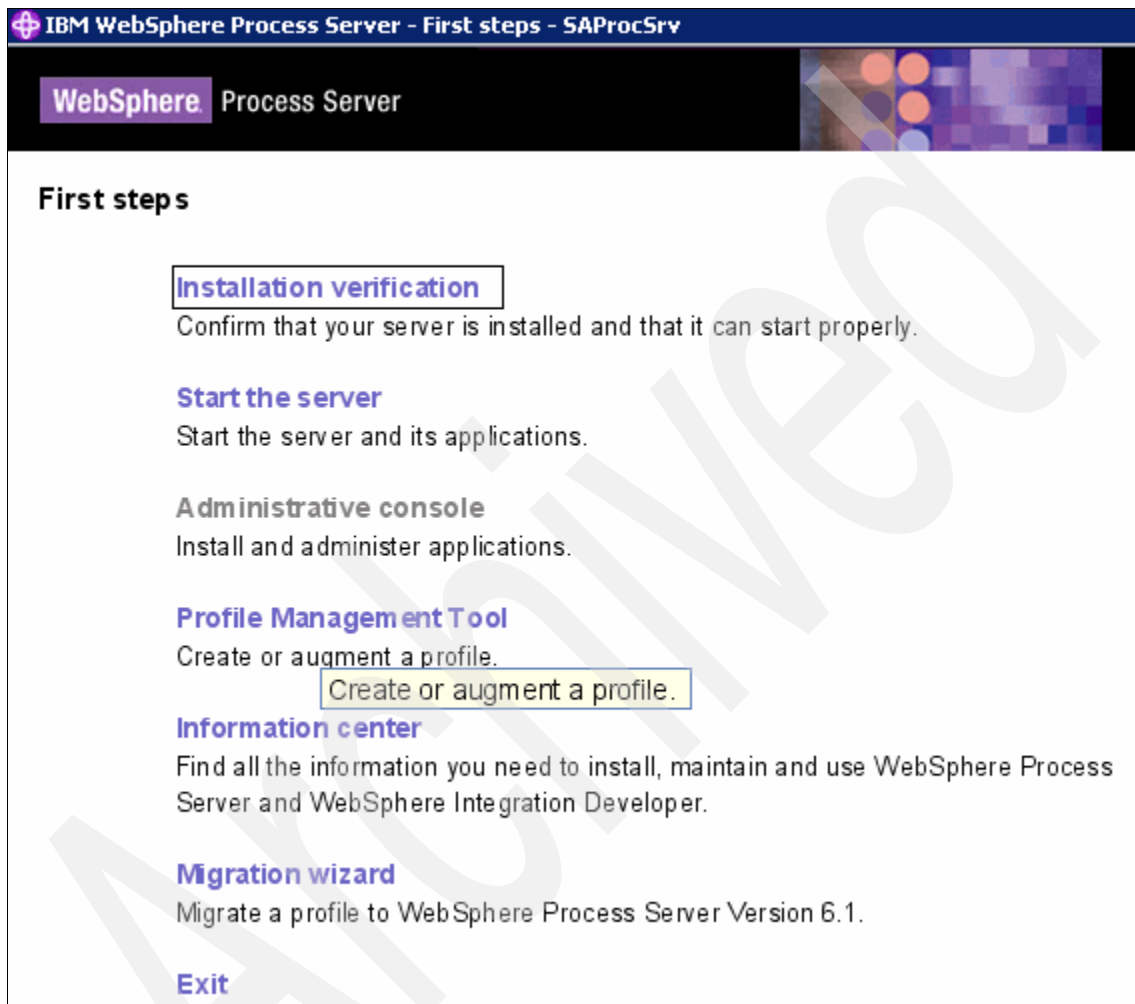 IBM WebSphere Process Server - First steps - SAProcSrv
WebSphere. Process Server
First steps
Installation verification
Confirm that your server is installed and that it can start properly.
Start the server
Start the server and its applications.
Administrative console
Install and administer applications.
Profile Management Tool
Create or augment a profile.
Create or augment a profile.
Information center
Find all the information you need to install, maintain and use WebSphere Process
Server and WebSphere Integration Developer.
Migration wizard
Migrate a profile to WebSphere Process Server Version 6.1.
Exit
Archived